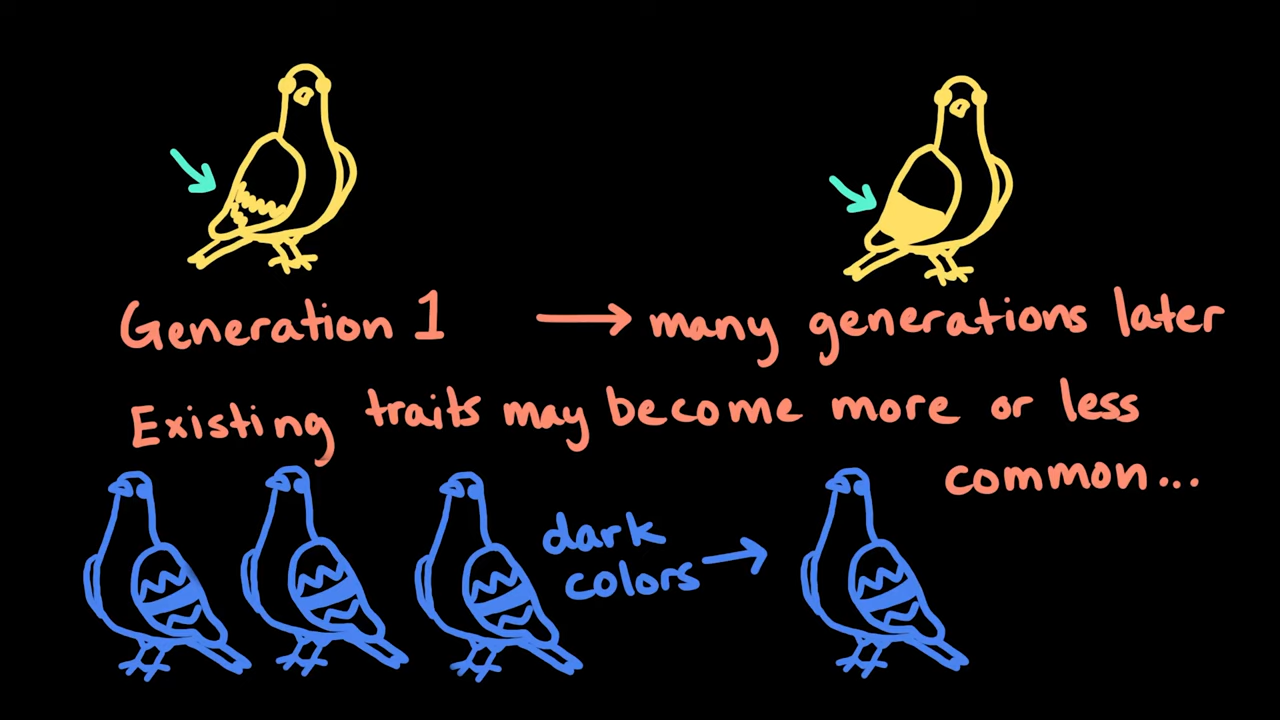 Generation 1 → many generations later
Existing traits may become more or less
common...
dark
colors →